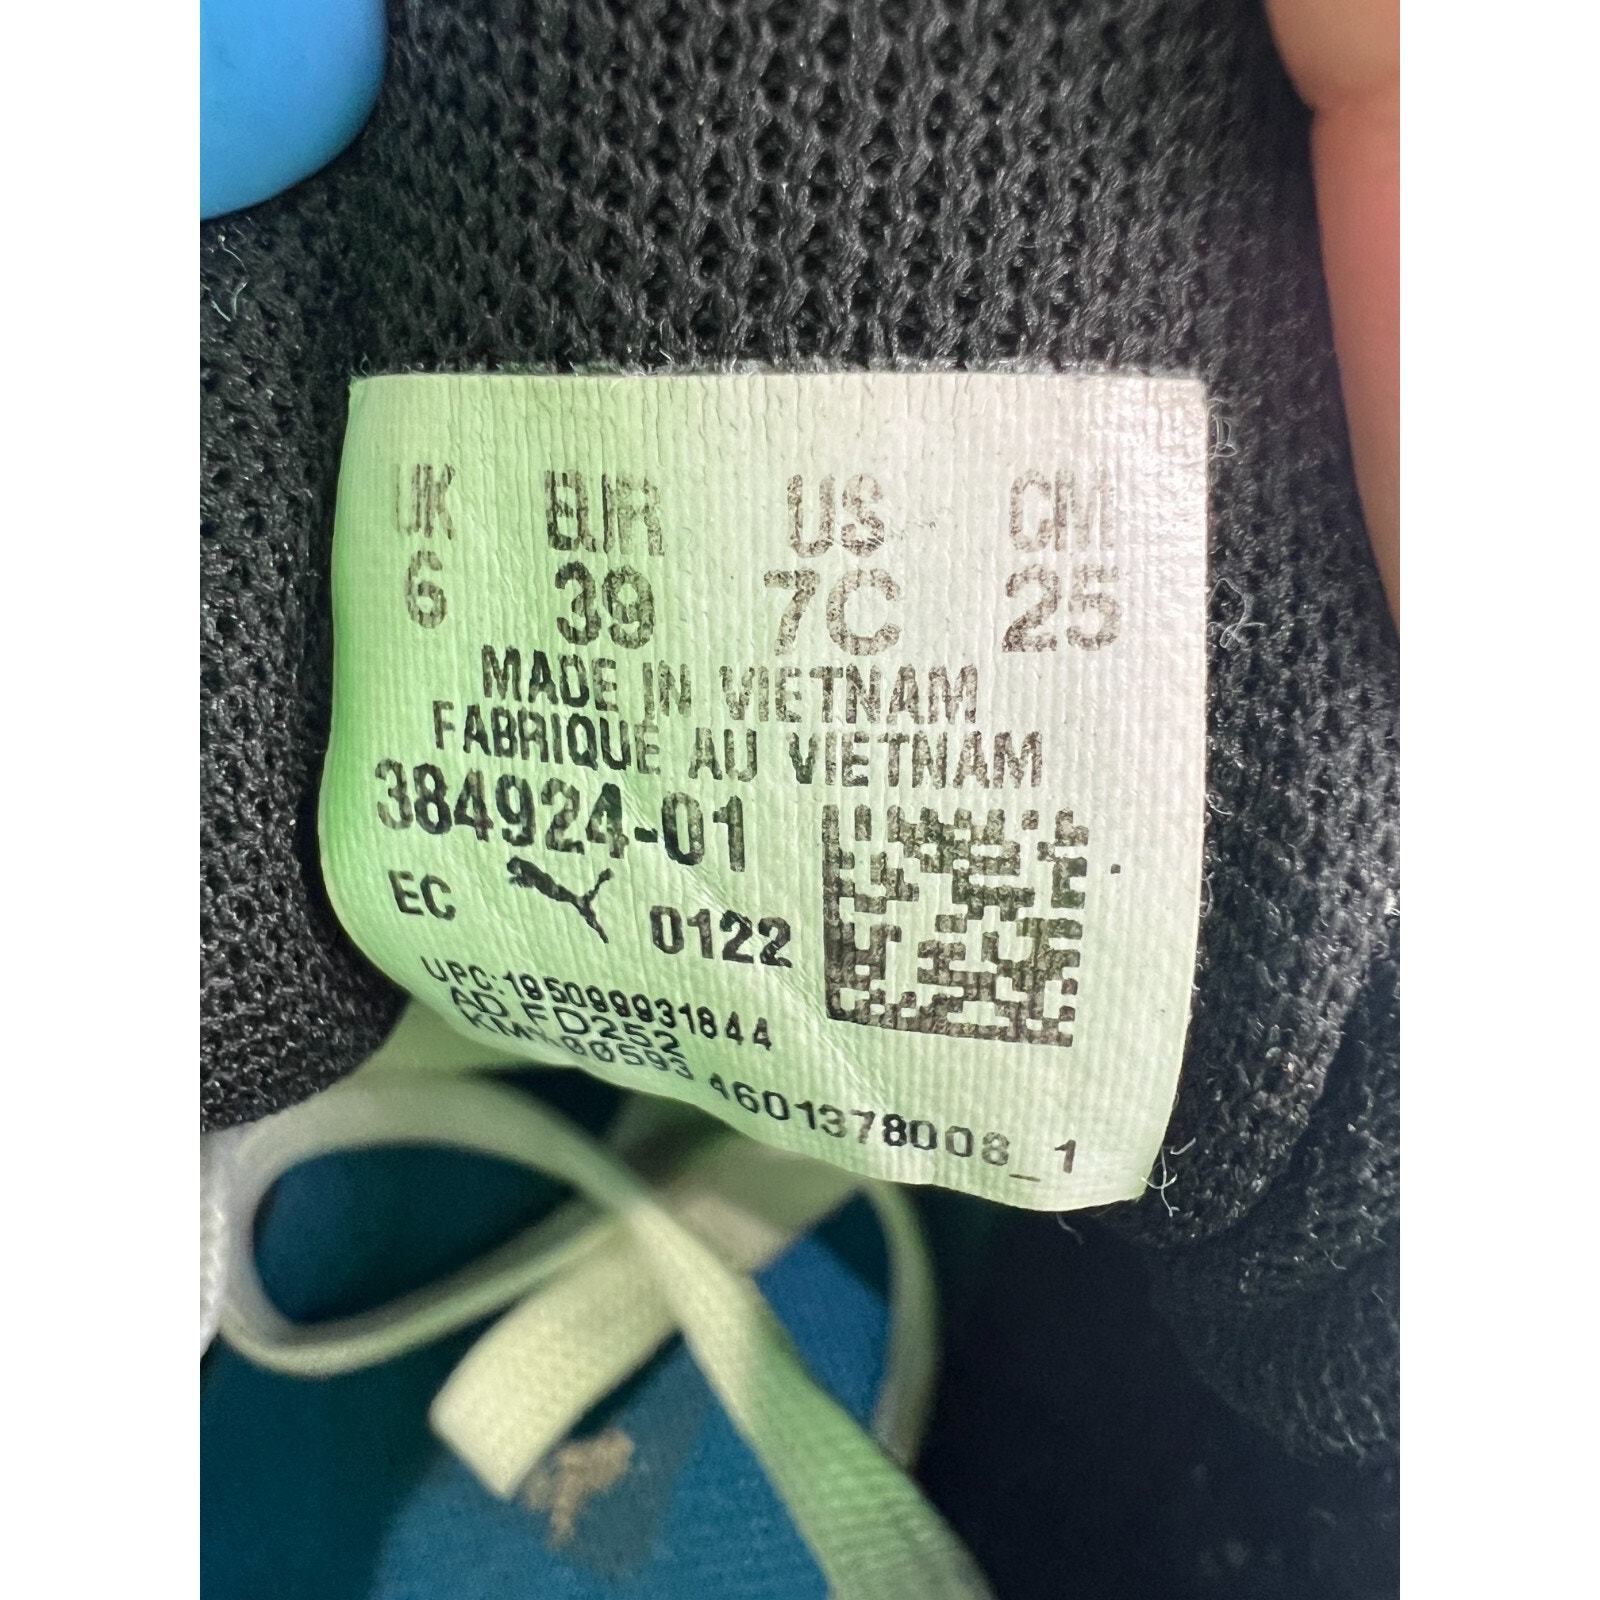 UK EUR US CM
6 39 7C 25
MADE IN VIETNAM
FABRIQUÉ AU VIETNAM
384924-01
EC 0122
UPC:195099931844
AD FD252
4601378008_1